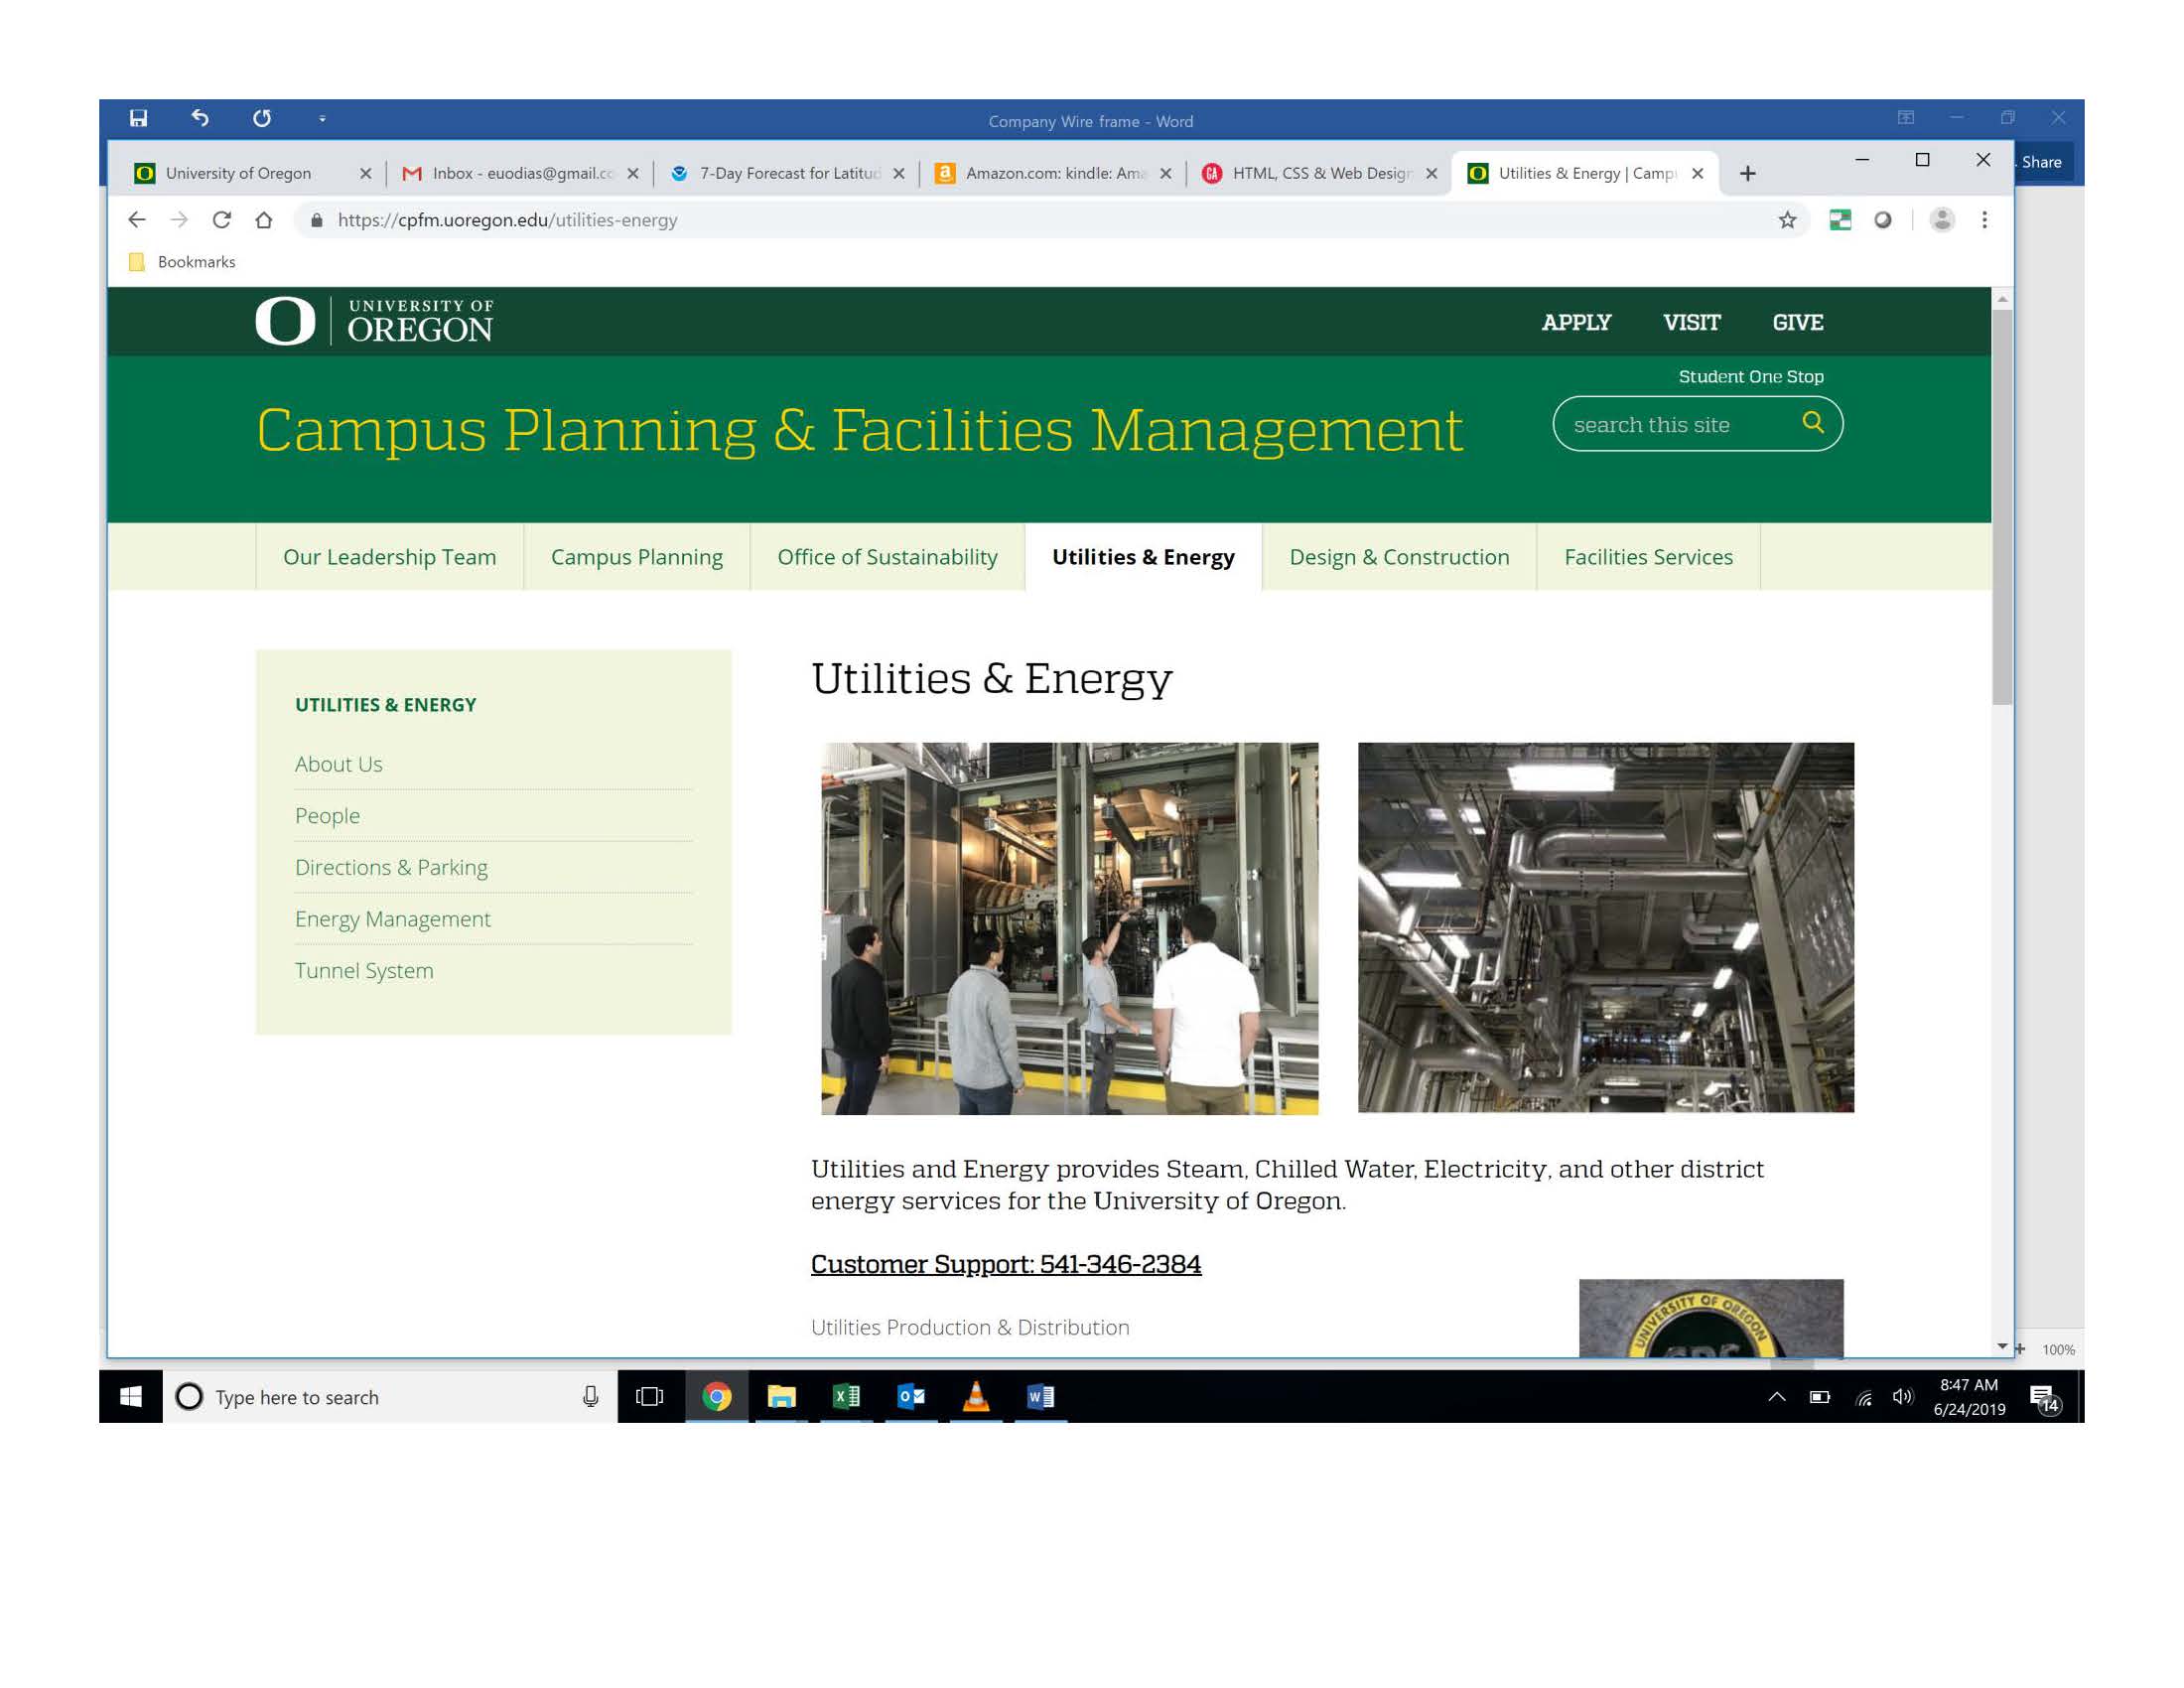 Company Wire frame - Word
University of Oregon
Inbox - euodias@gmail.cc
7-Day Forecast for Latitud
Amazon.com: kindle: Ama
HTML, CSS & Web Design
Utilities & Energy | Camp
Share
https://cpfm.uoregon.edu/utilities-energy
Bookmarks
O UNIVERSITY OF
OREGON
APPLY VISIT GIVE
Student One Stop
Campus Planning & Facilities Management
search this site
Our Leadership Team Campus Planning Office of Sustainability Utilities & Energy Design & Construction Facilities Services
UTILITIES & ENERGY
About Us
People
Directions & Parking
Energy Management
Tunnel System
Utilities & Energy
Utilities and Energy provides Steam, Chilled Water, Electricity, and other district
energy services for the University of Oregon.
Customer Support: 541-346-2384
Utilities Production & Distribution
UNIVERSITY OF OREGON
100%
Type here to search
8:47 AM
6/24/2019
14